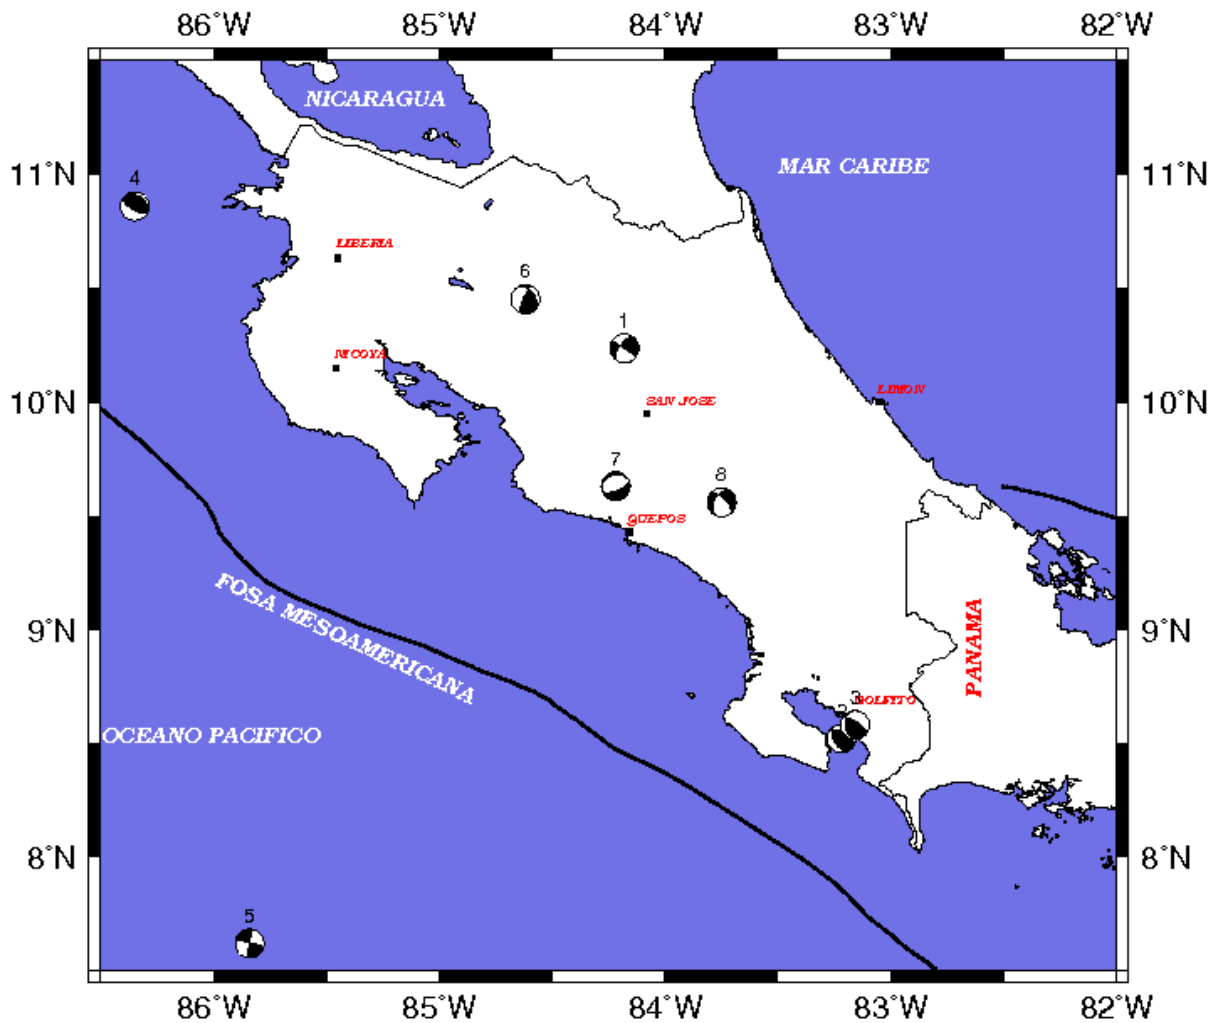 86°W 85°W 84°W 83°W 82°W
NICARAGUA
MAR CARIBE
11°N 11°N
4
LIBERIA
6
1
NICOYA
LIMON
10°N 10°N
SAN JOSE
7
8
QUEPOS
FOSA MESOAMERICANA
PANAMA
9°N 9°N
3
GOLFITO
2
OCEANO PACIFICO
8°N 8°N
5
86°W 85°W 84°W 83°W 82°W